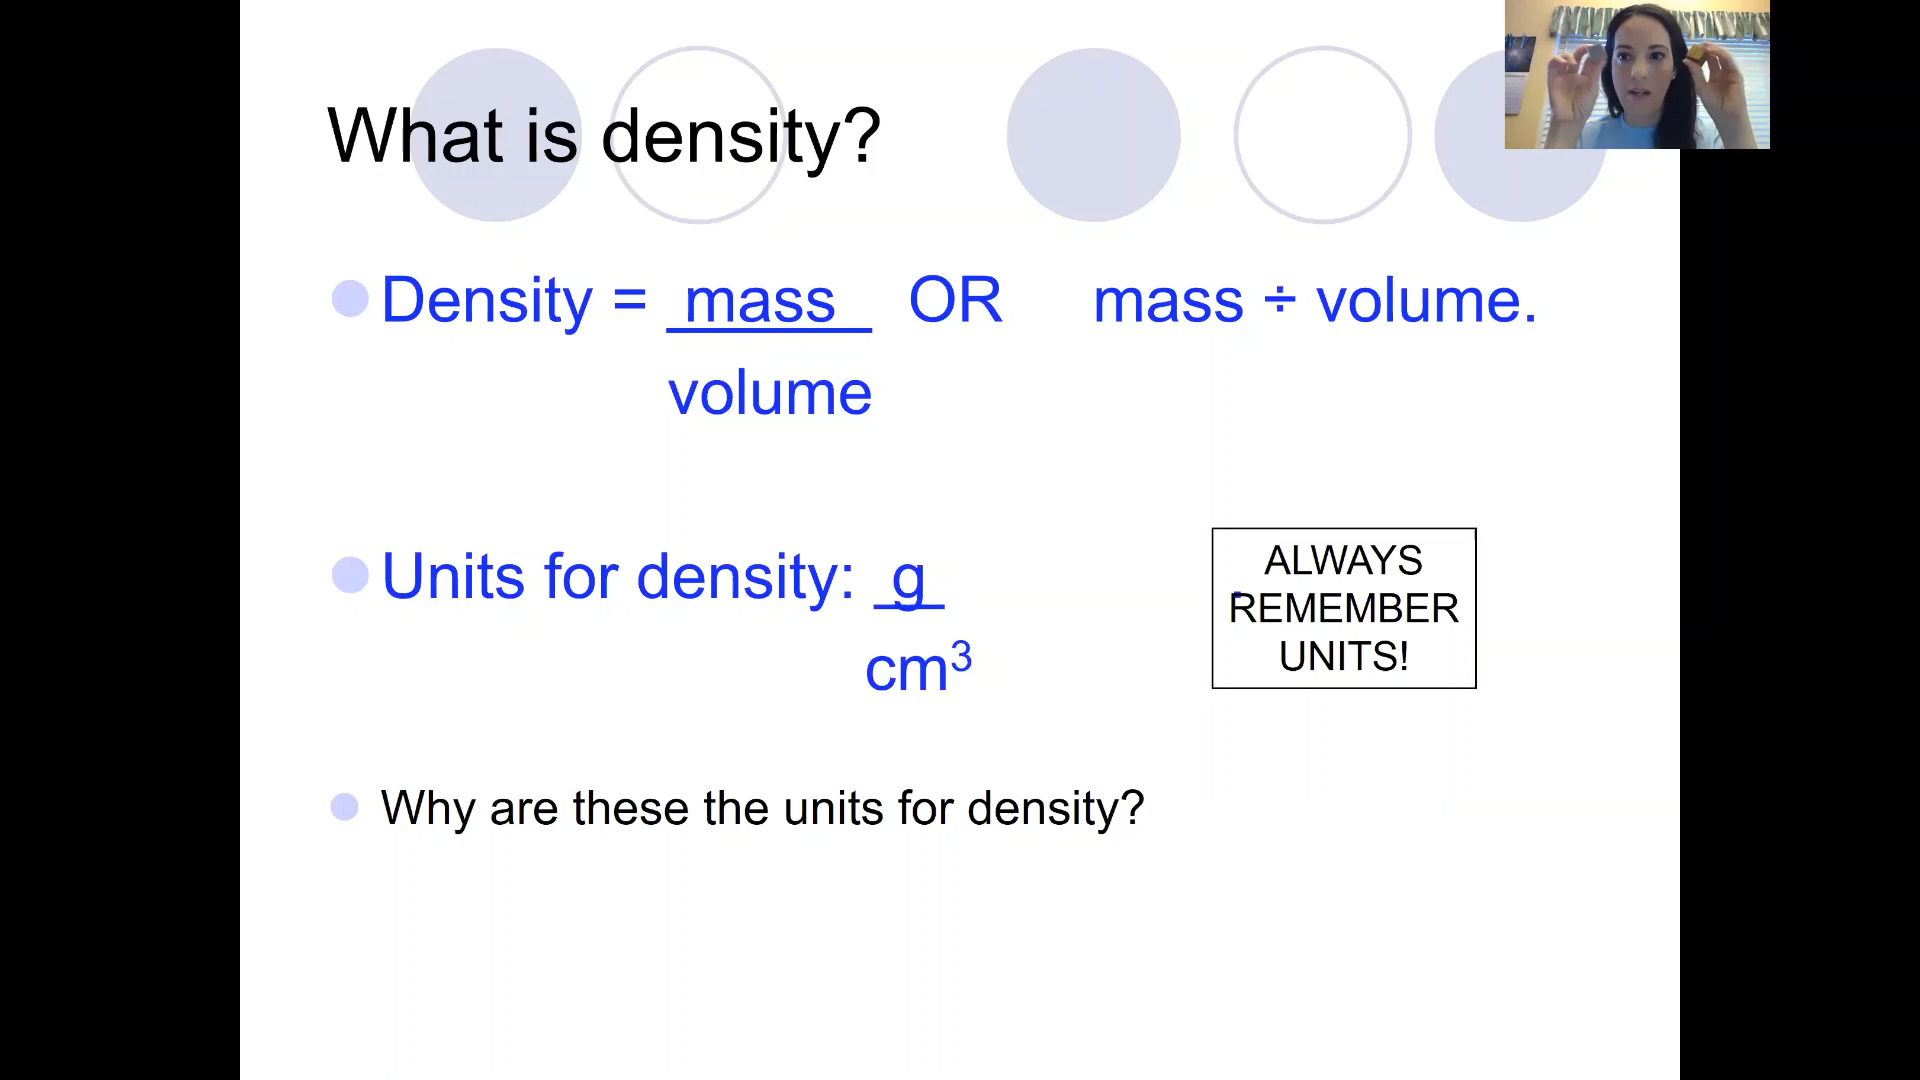 What is density?
Density = mass OR mass ÷ volume.
volume
Units for density: g
cm³
ALWAYS
REMEMBER
UNITS!
Why are these the units for density?